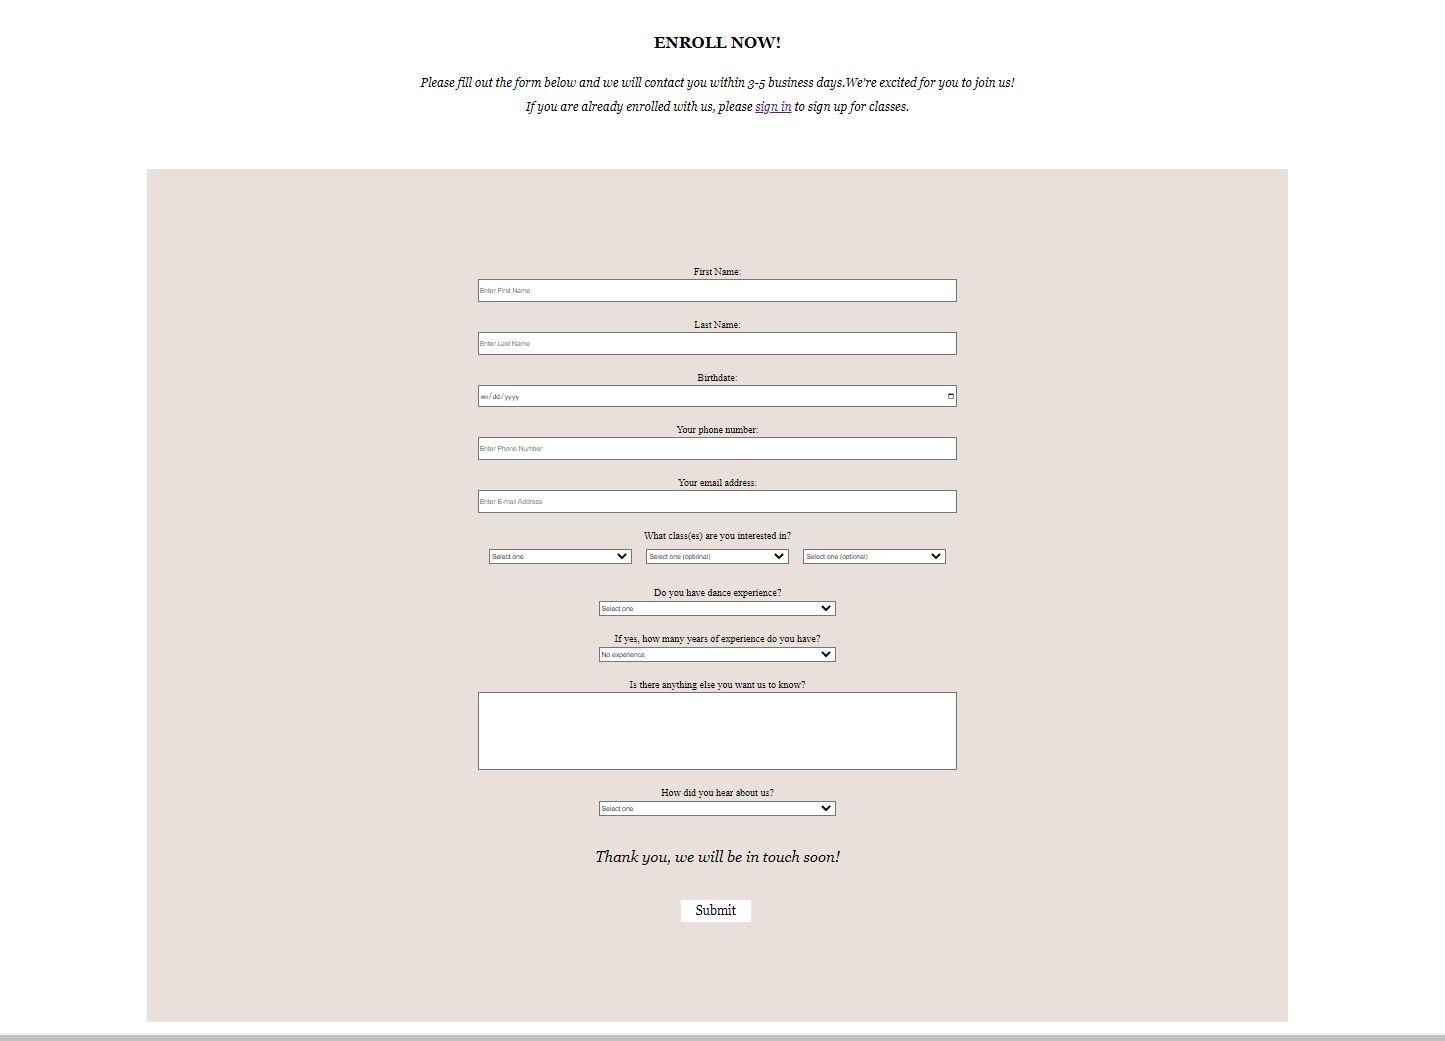 ENROLL NOW!
Please fill out the form below and we will contact you within 3-5 business days.We're excited for you to join us!
If you are already enrolled with us, please sign in to sign up for classes.
First Name:
Enter First Name
Last Name:
Enter Last Name
Birthdate:
mm/dd/yyyy
Your phone number:
Enter Phone Number
Your email address:
Enter E-mail Address
What class(es) are you interested in?
Select one Select one (optional) Select one (optional)
Do you have dance experience?
Select one
If yes, how many years of experience do you have?
No experience
Is there anything else you want us to know?
How did you hear about us?
Select one
Thank you, we will be in touch soon!
Submit